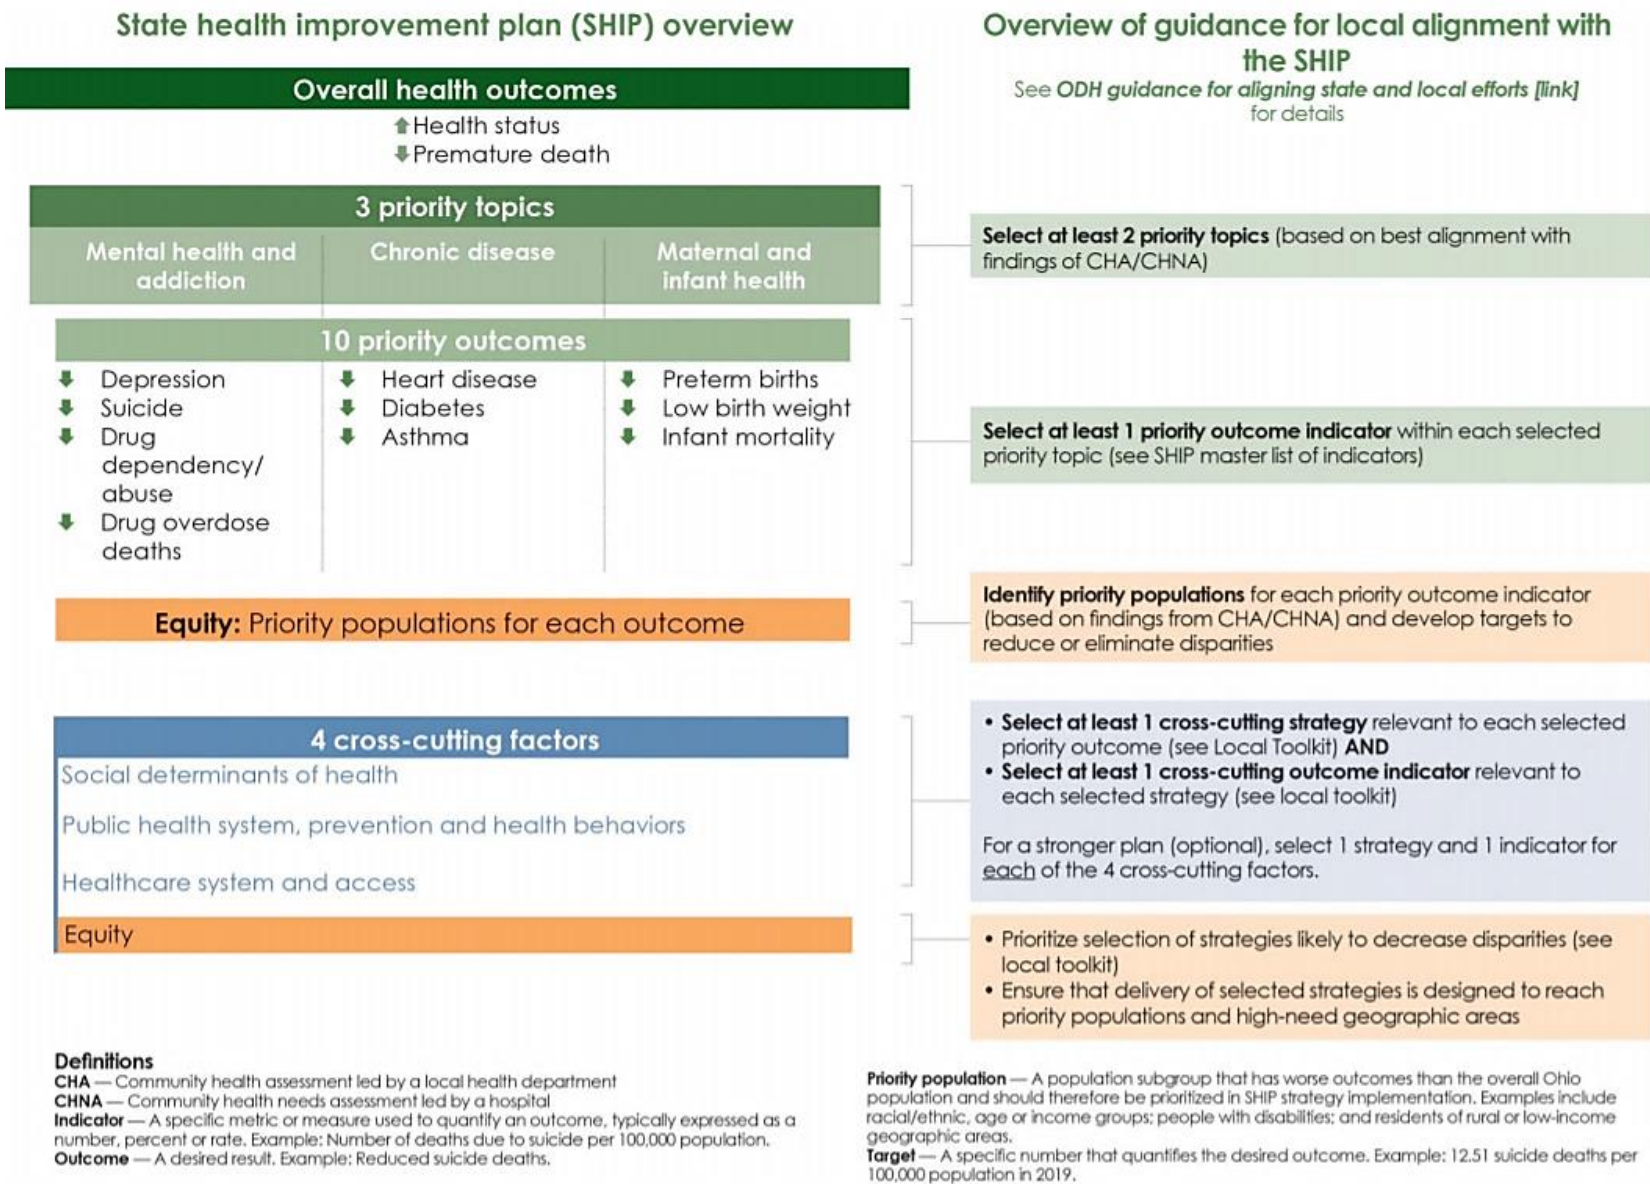 State health improvement plan (SHIP) overview
Overall health outcomes
Health status
Premature death
3 priority topics
Mental health and
addiction
Chronic disease
Maternal and
infant health
10 priority outcomes
Depression
Suicide
Drug
dependency/
abuse
Drug overdose
deaths
Heart disease
Diabetes
Asthma
Preterm births
Low birth weight
Infant mortality
Equity: Priority populations for each outcome
4 cross-cutting factors
Social determinants of health
Public health system, prevention and health behaviors
Healthcare system and access
Equity
Overview of guidance for local alignment with
the SHIP
See ODH guidance for aligning state and local efforts [link]
for details
Select at least 2 priority topics (based on best alignment with
findings of CHA/CHNA)
Select at least 1 priority outcome indicator within each selected
priority topic (see SHIP master list of indicators)
Identify priority populations for each priority outcome indicator
(based on findings from CHA/CHNA) and develop targets to
reduce or eliminate disparities
• Select at least 1 cross-cutting strategy relevant to each selected
priority outcome (see Local Toolkit) AND
• Select at least 1 cross-cutting outcome indicator relevant to
each selected strategy (see local toolkit)
For a stronger plan (optional), select 1 strategy and 1 indicator for
each of the 4 cross-cutting factors.
• Prioritize selection of strategies likely to decrease disparities (see
local toolkit)
• Ensure that delivery of selected strategies is designed to reach
priority populations and high-need geographic areas
Definitions
CHA — Community health assessment led by a local health department
CHNA — Community health needs assessment led by a hospital
Indicator — A specific metric or measure used to quantify an outcome, typically expressed as a
number, percent or rate. Example: Number of deaths due to suicide per 100,000 population.
Outcome — A desired result. Example: Reduced suicide deaths.
Priority population — A population subgroup that has worse outcomes than the overall Ohio
population and should therefore be prioritized in SHIP strategy implementation. Examples include
racial/ethnic, age or income groups; people with disabilities; and residents of rural or low-income
geographic areas.
Target — A specific number that quantifies the desired outcome. Example: 12.51 suicide deaths per
100,000 population in 2019.